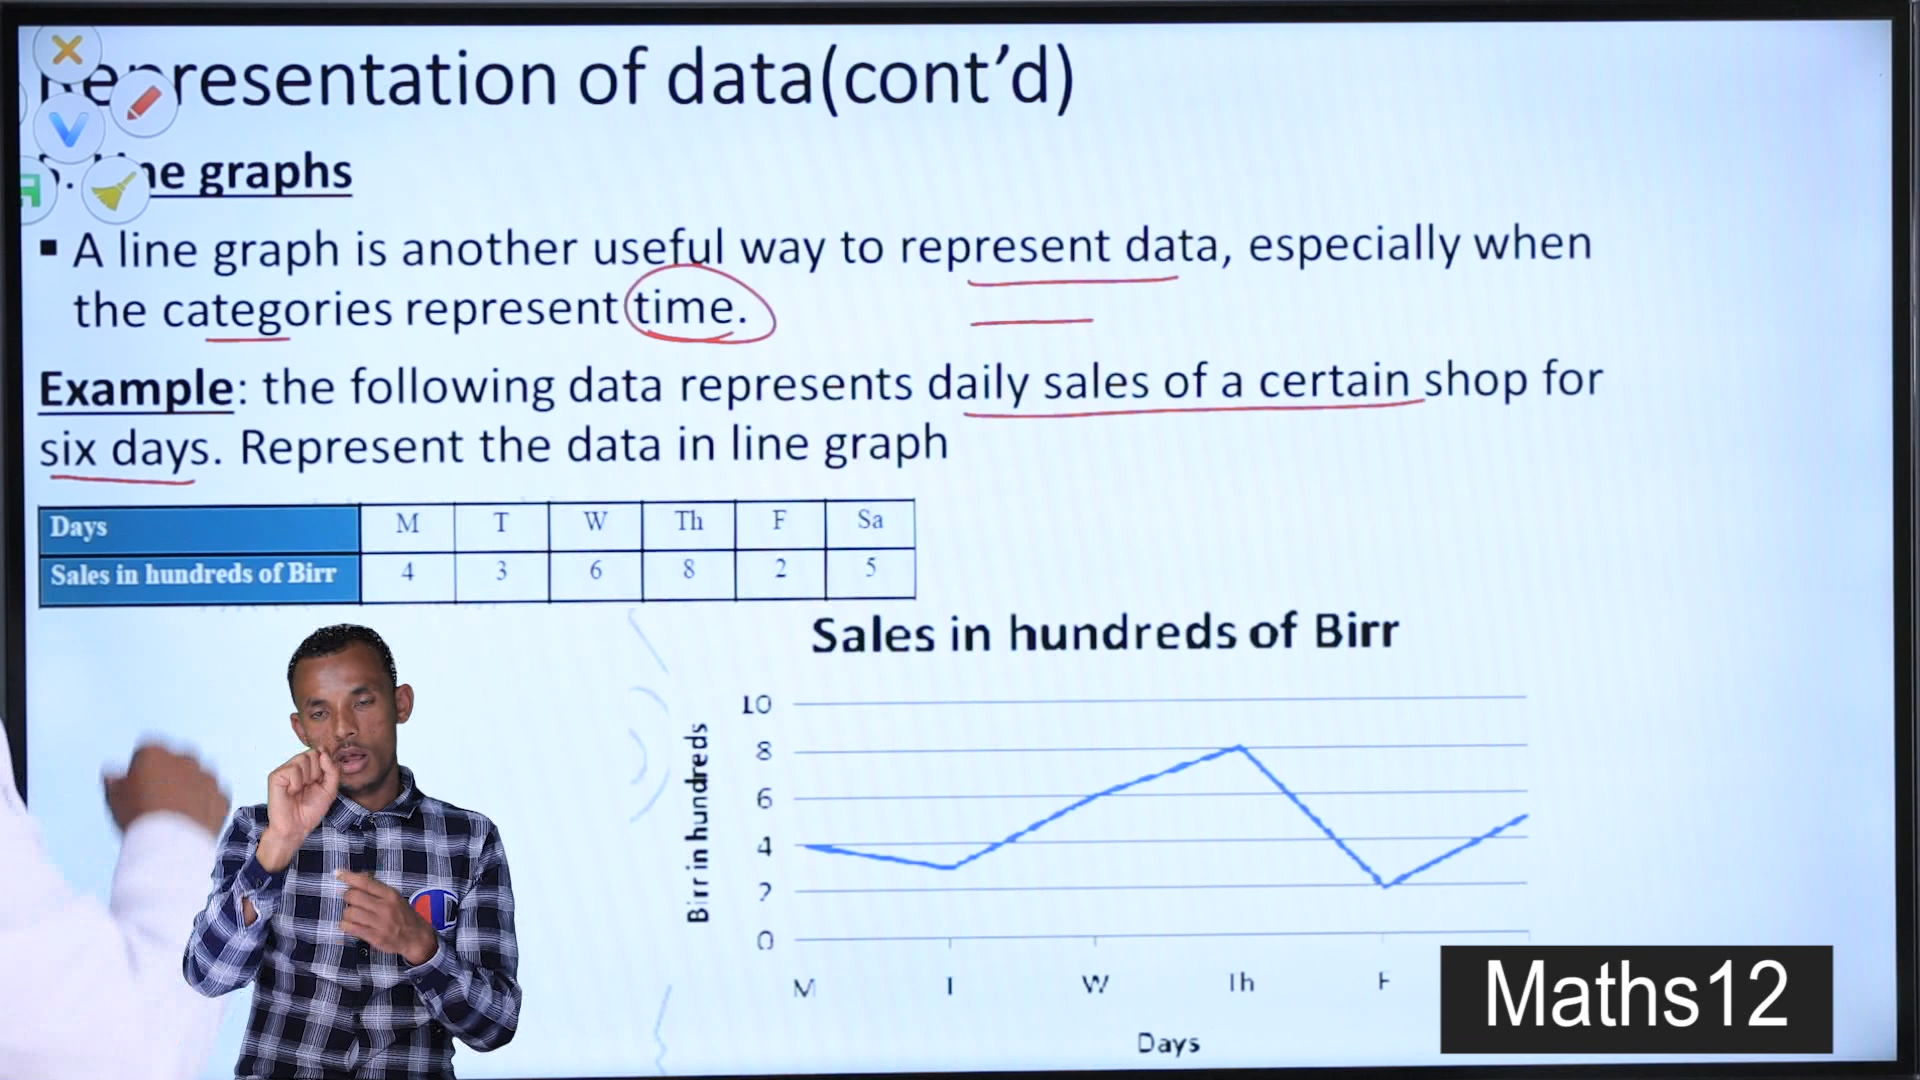 Representation of data(cont’d)
b. Line graphs
▪ A line graph is another useful way to represent data, especially when
the categories represent time.
Example: the following data represents daily sales of a certain shop for
six days. Represent the data in line graph
Days M T W Th F Sa
Sales in hundreds of Birr 4 3 6 8 2 5
Sales in hundreds of Birr
Birr in hundreds
10
8
6
4
2
0
M T W Th F
Days
Maths12